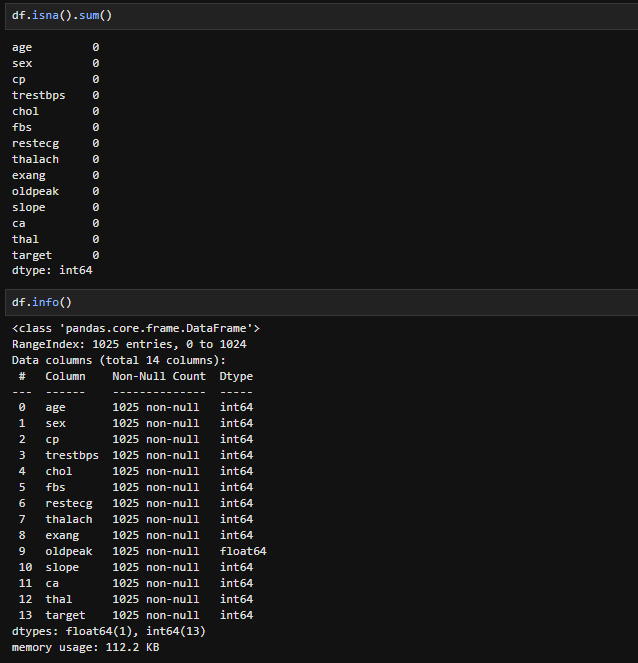 df.isna().sum()
age         0
sex         0
cp          0
trestbps    0
chol        0
fbs         0
restecg     0
thalach     0
exang       0
oldpeak     0
slope       0
ca          0
thal        0
target      0
dtype: int64
df.info()
<class 'pandas.core.frame.DataFrame'>
RangeIndex: 1025 entries, 0 to 1024
Data columns (total 14 columns):
 #   Column    Non-Null Count  Dtype
---  ------    --------------  -----
 0   age       1025 non-null   int64
 1   sex       1025 non-null   int64
 2   cp        1025 non-null   int64
 3   trestbps  1025 non-null   int64
 4   chol      1025 non-null   int64
 5   fbs       1025 non-null   int64
 6   restecg   1025 non-null   int64
 7   thalach   1025 non-null   int64
 8   exang     1025 non-null   int64
 9   oldpeak   1025 non-null   float64
 10  slope     1025 non-null   int64
 11  ca        1025 non-null   int64
 12  thal      1025 non-null   int64
 13  target    1025 non-null   int64
dtypes: float64(1), int64(13)
memory usage: 112.2 KB